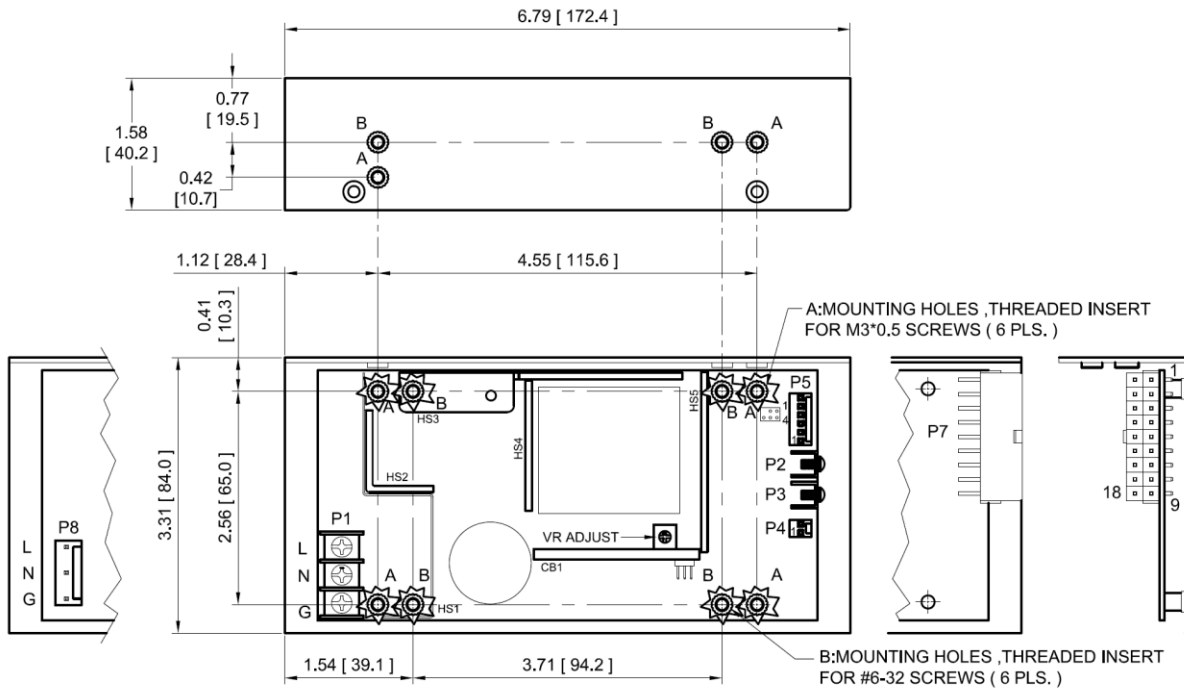 6.79 [ 172.4 ]
0.77
[ 19.5 ]
1.58
[ 40.2 ]
B
B
A
A
0.42
[10.7]
1.12 [ 28.4 ]
4.55 [ 115.6 ]
0.41
[ 10.3 ]
A:MOUNTING HOLES ,THREADED INSERT
FOR M3*0.5 SCREWS ( 6 PLS. )
A
B
HS3
HS5
B
A
P5
1
4
1
P7
1
HS4
HS2
P2
P3
18
9
3.31 [ 84.0 ]
2.56 [ 65.0 ]
P8
L
N
G
P1
VR ADJUST
P4
1
L
N
G
A
B
CB1
HS1
B
A
1.54 [ 39.1 ]
3.71 [ 94.2 ]
B:MOUNTING HOLES ,THREADED INSERT
FOR #6-32 SCREWS ( 6 PLS. )